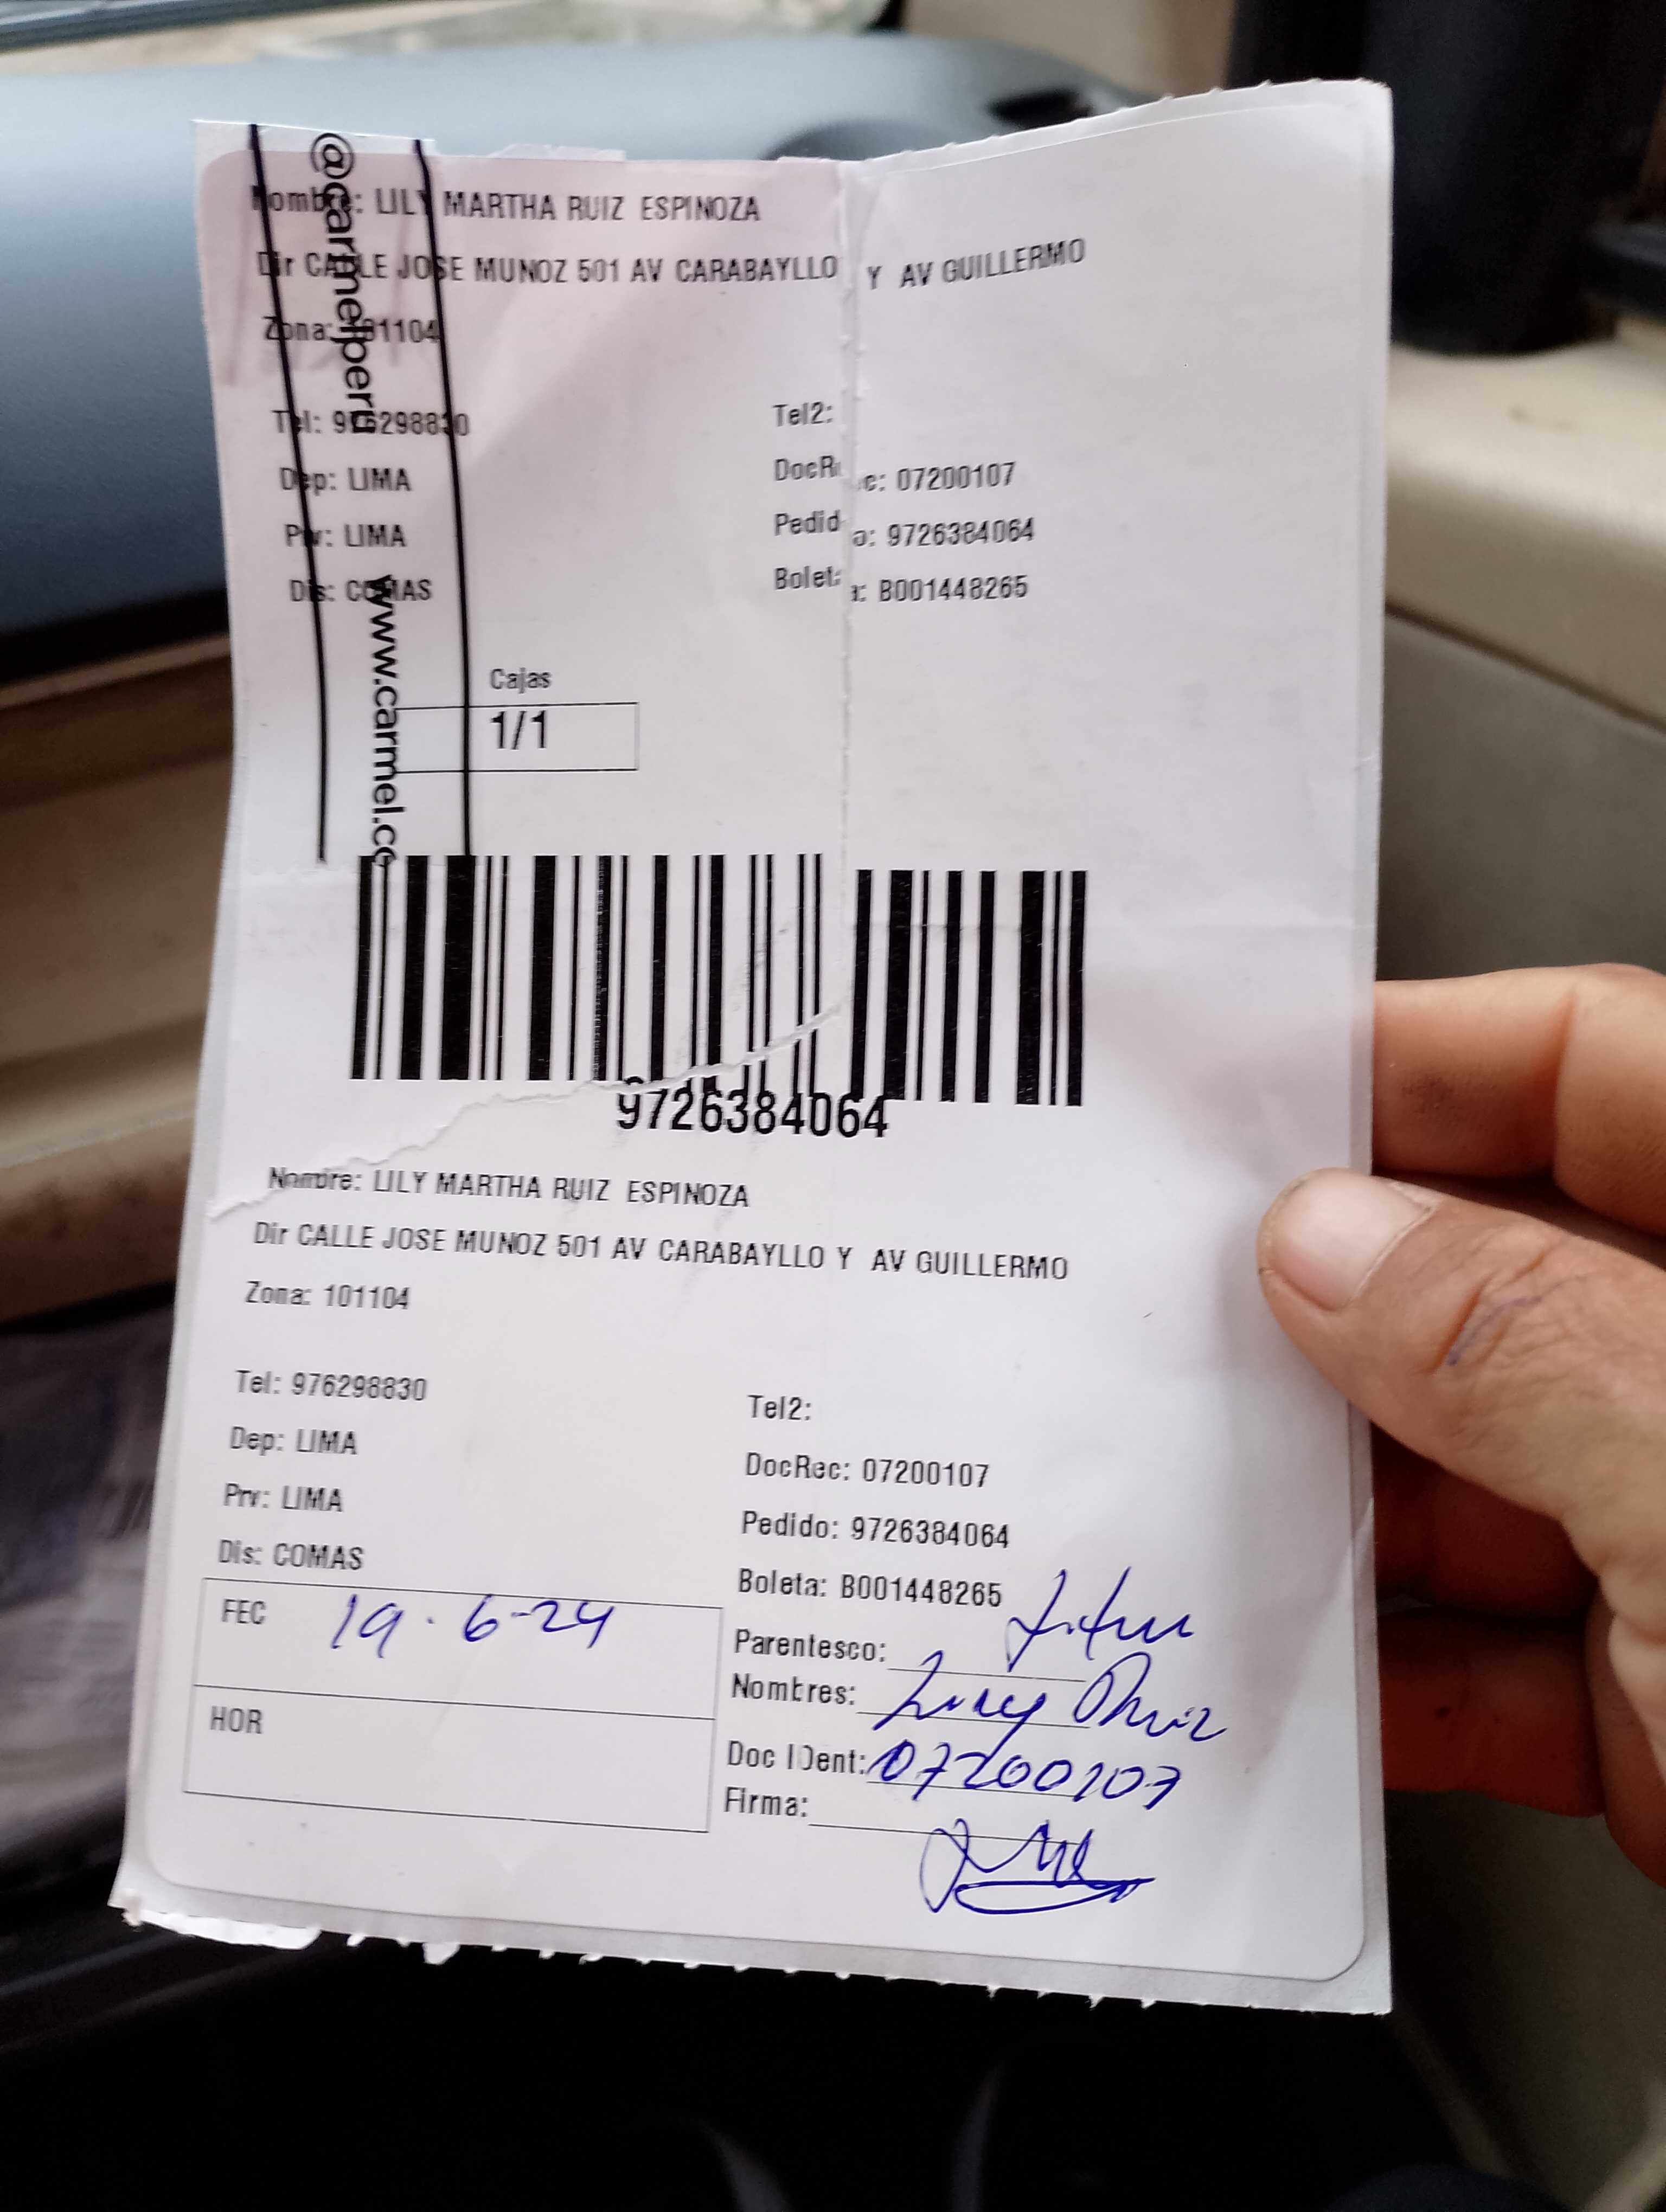 @carmelperu
www.carmel.co
Nombre: LILY MARTHA RUIZ ESPINOZA
Dir CALLE JOSE MUNOZ 501 AV CARABAYLLO Y AV GUILLERMO
Zona: 101104
Tel: 976298830 Tel2:
Dep: LIMA DocRec: 07200107
Prv: LIMA Pedido: 9726384064
Dis: COMAS Boleta: B001448265
Cajas
1/1
9726384064
Nombre: LILY MARTHA RUIZ ESPINOZA
Dir CALLE JOSE MUNOZ 501 AV CARABAYLLO Y AV GUILLERMO
Zona: 101104
Tel: 976298830 Tel2:
Dep: LIMA DocRec: 07200107
Prv: LIMA Pedido: 9726384064
Dis: COMAS Boleta: B001448265
FEC 19-6-24
HOR
Parentesco:
Nombres: Ruiz
Doc IDent: 07200107
Firma: